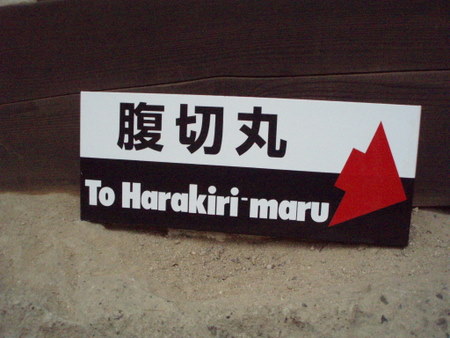 腹切丸
To Harakiri-maru